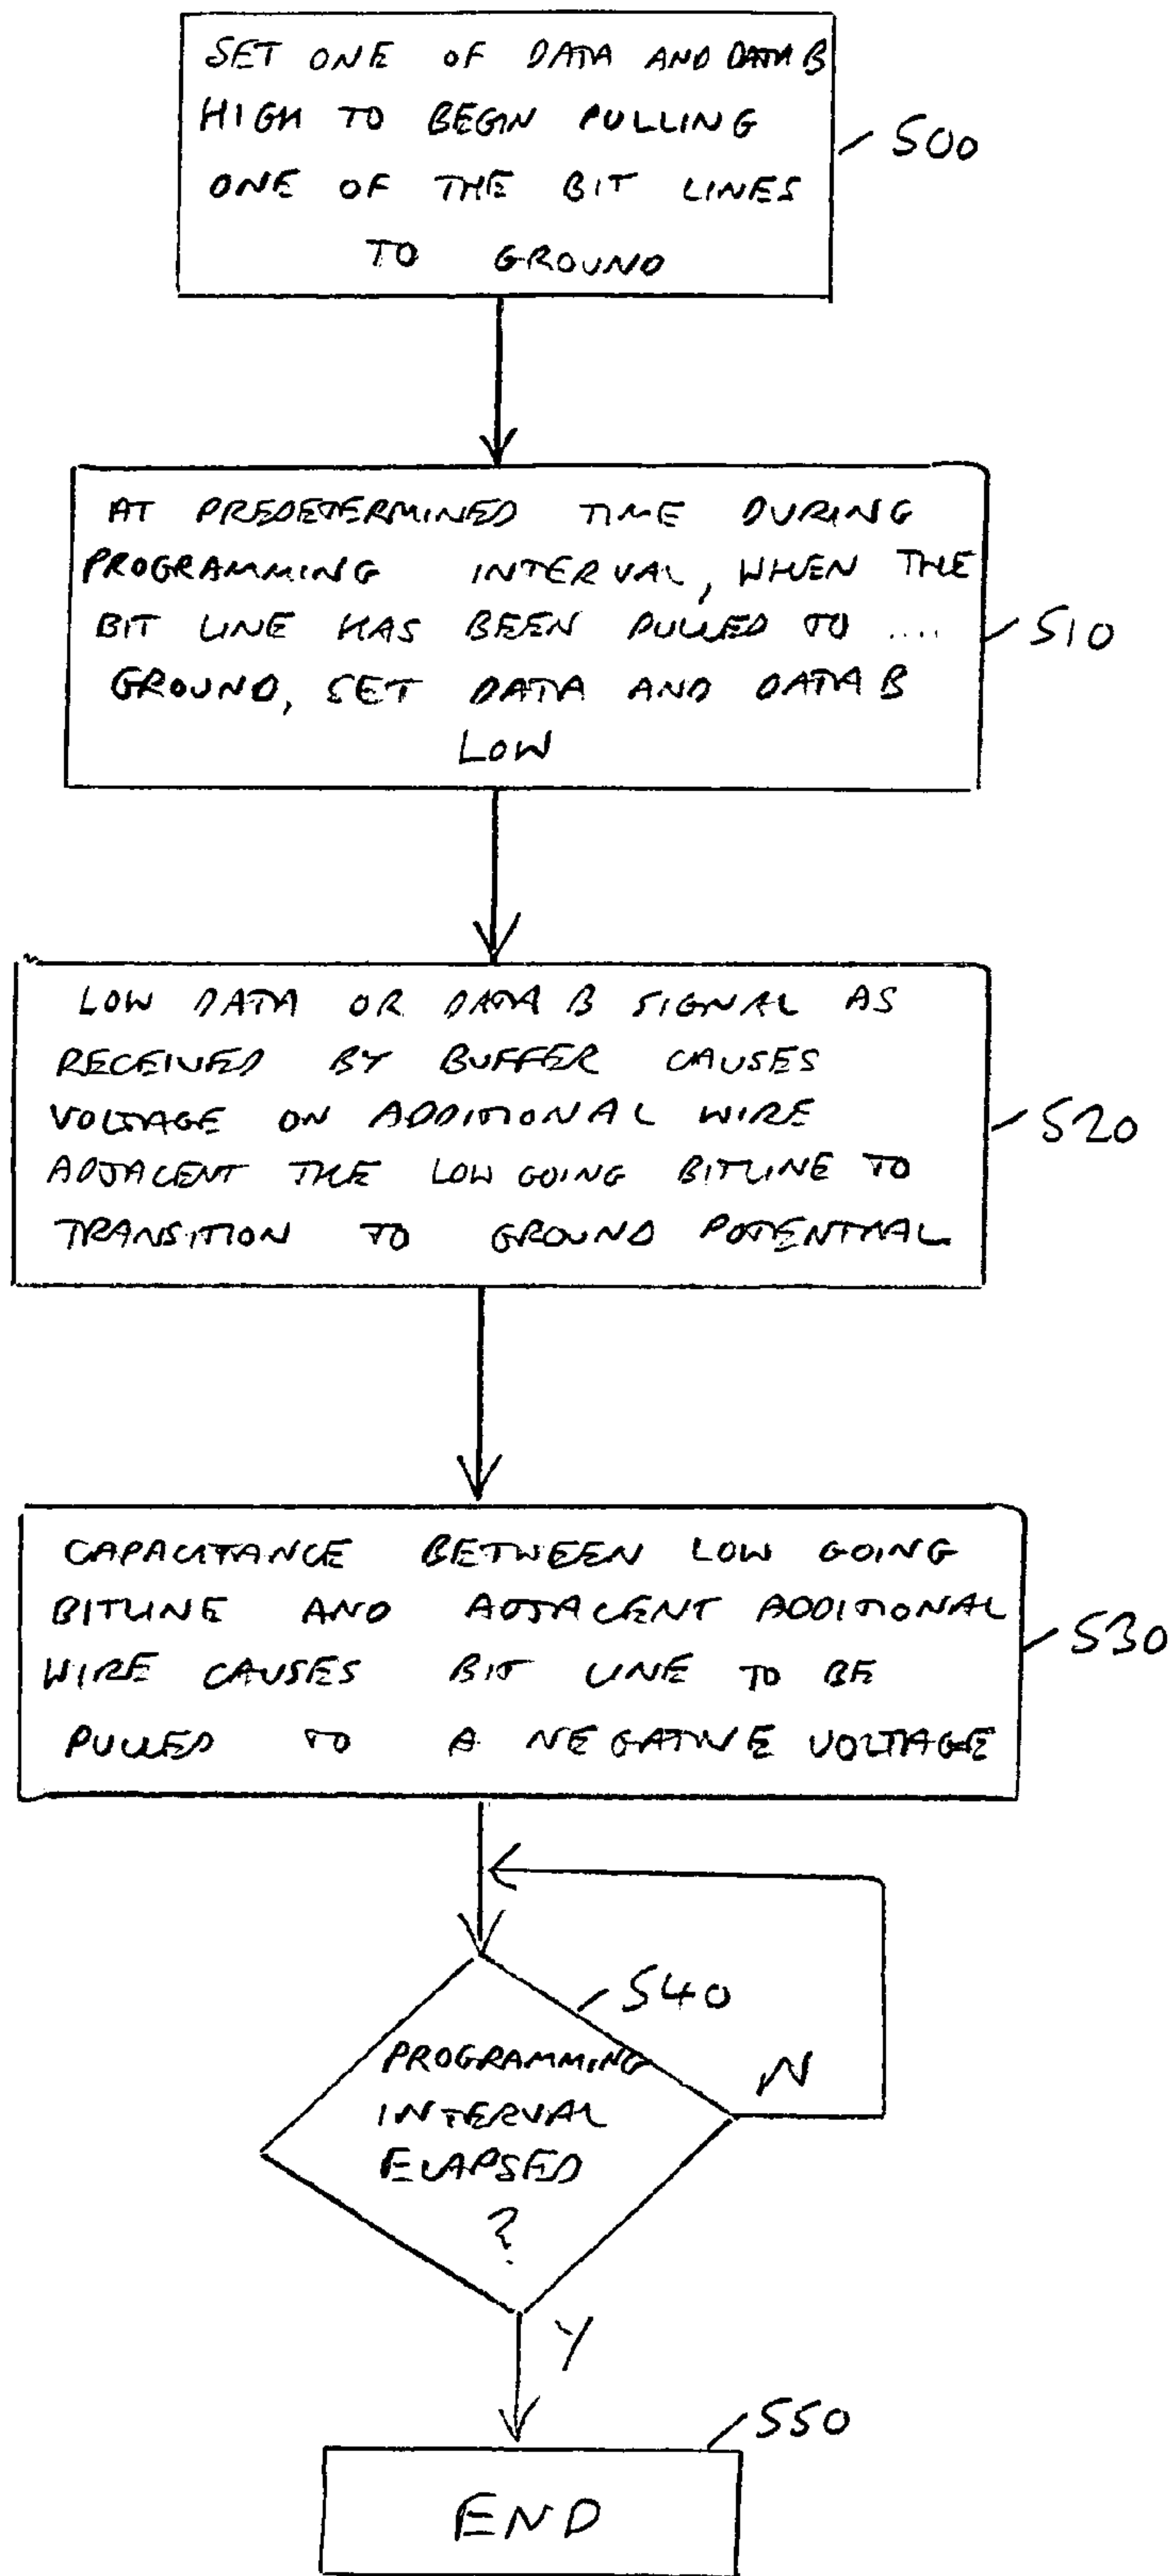 SET ONE OF DATA AND DATA B
HIGH TO BEGIN PULLING
ONE OF THE BIT LINES
TO GROUND
500
AT PREDETERMINED TIME DURING
PROGRAMMING INTERVAL, WHEN THE
BIT LINE HAS BEEN PULLED TO ....
GROUND, SET DATA AND DATA B
LOW
510
LOW DATA OR DATA B SIGNAL AS
RECEIVED BY BUFFER CAUSES
VOLTAGE ON ADDITIONAL WIRE
ADJACENT THE LOW GOING BITLINE TO
TRANSITION TO GROUND POTENTIAL
520
CAPACITANCE BETWEEN LOW GOING
BITLINE AND ADJACENT ADDITIONAL
WIRE CAUSES BIT LINE TO BE
PULLED TO A NEGATIVE VOLTAGE
530
540
PROGRAMMING
INTERVAL
ELAPSED
?
N
Y
550
END